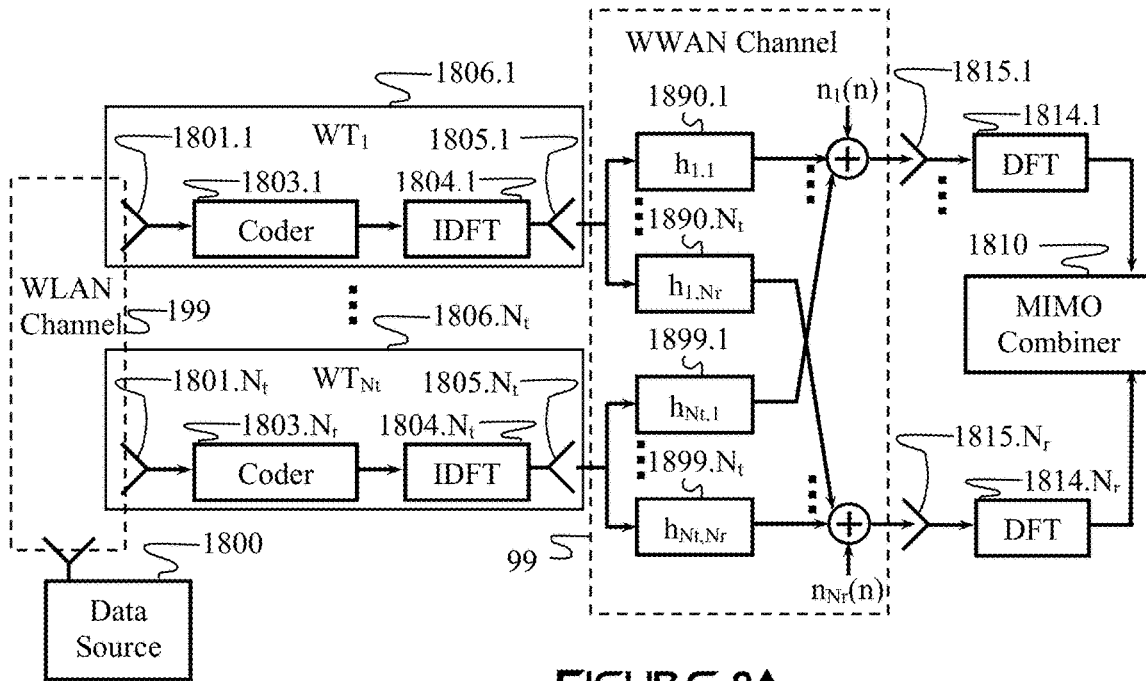 1806.1
WWAN Channel
1815.1
1801.1
WT1
1805.1
1890.1
n1(n)
1814.1
1803.1
1804.1
h1,1
DFT
Coder
IDFT
1890.Nt
1810
WLAN
Channel
199
1806.Nt
h1,Nr
MIMO
Combiner
1899.1
1801.Nt
WTNt
1805.Nt
hNt,1
1803.Nr
1804.Nt
1899.Nt
1815.Nr
1814.Nr
Coder
IDFT
hNt,Nr
DFT
1800
99
nNr(n)
Data
Source